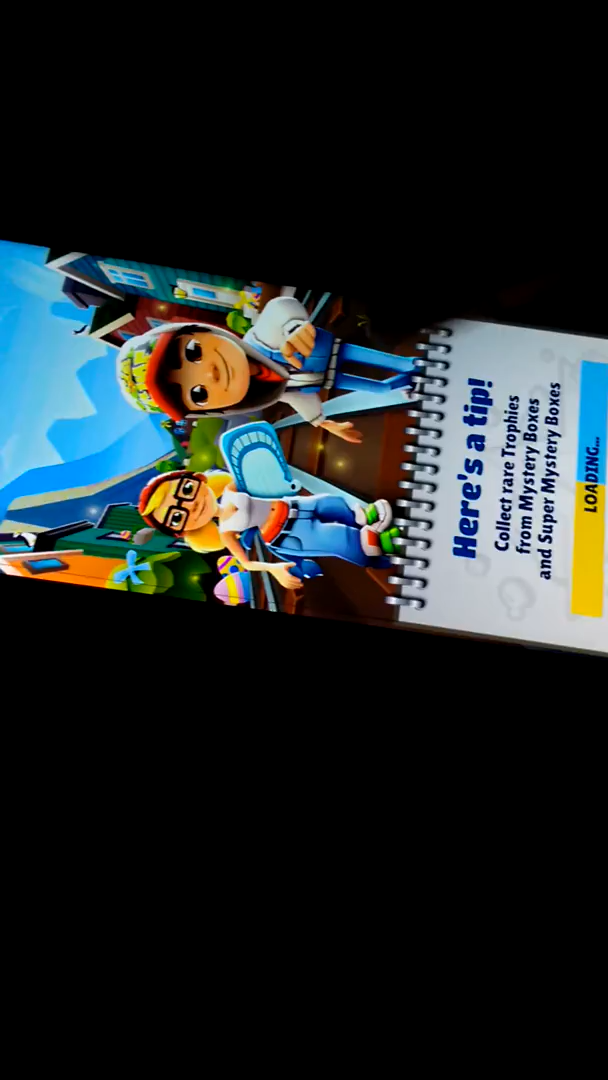 Here's a tip!
Collect rare Trophies
from Mystery Boxes
and Super Mystery Boxes
LOADING...